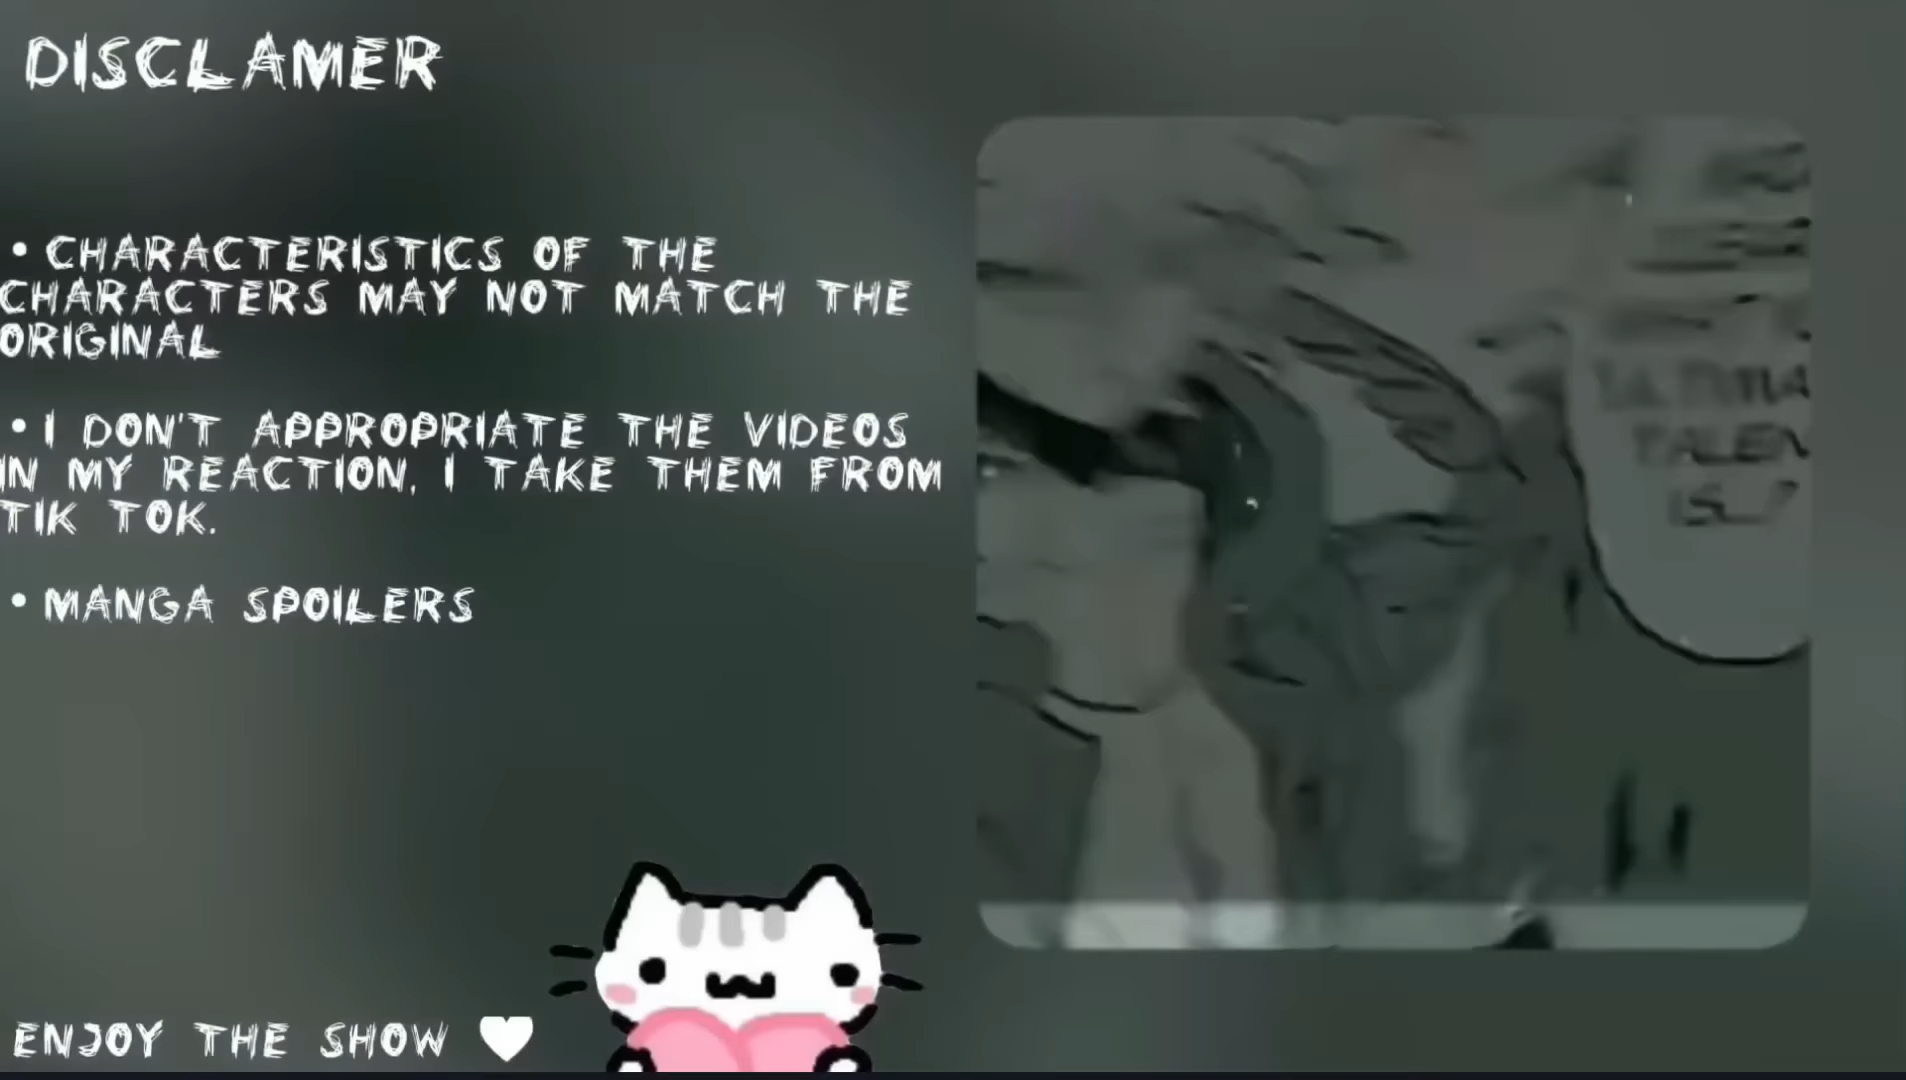 DISCLAMER
• CHARACTERISTICS OF THE
CHARACTERS MAY NOT MATCH THE
ORIGINAL
• I DON'T APPROPRIATE THE VIDEOS
IN MY REACTION, I TAKE THEM FROM
TIK TOK.
• MANGA SPOILERS
ENJOY THE SHOW